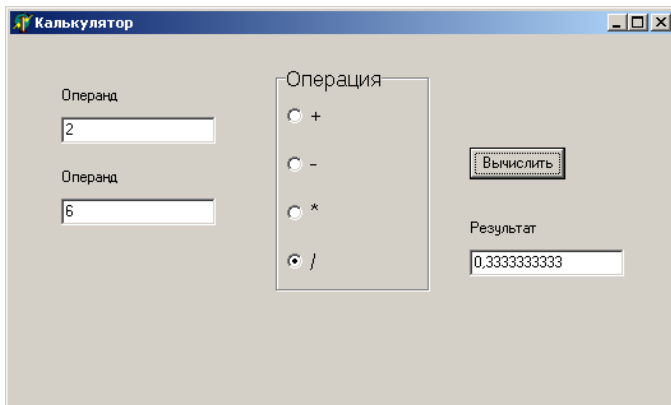 Калькулятор
Операнд
2
Операнд
6
Операция
+
-
*
/
Вычислить
Результат
0,3333333333